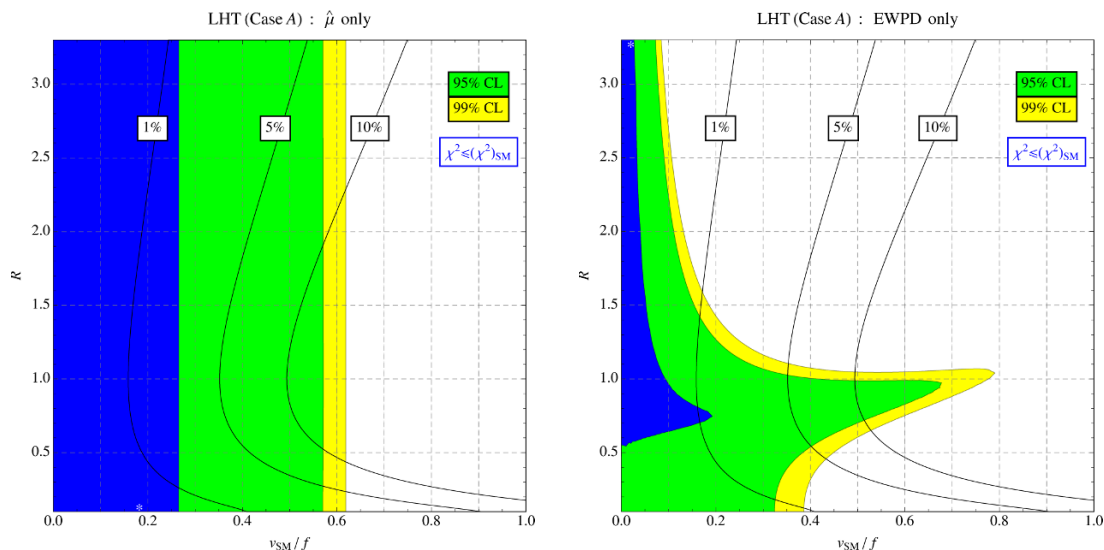 LHT (Case A) : μ̂ only
3.0
2.5
2.0
1.5
1.0
0.5
R
1%
5%
10%
95% CL
99% CL
χ²⩽(χ²)SM
*
0.0 0.2 0.4 0.6 0.8 1.0
vSM/f
LHT (Case A) : EWPD only
3.0
2.5
2.0
1.5
1.0
0.5
R
*
1%
5%
10%
95% CL
99% CL
χ²⩽(χ²)SM
0.0 0.2 0.4 0.6 0.8 1.0
vSM/f